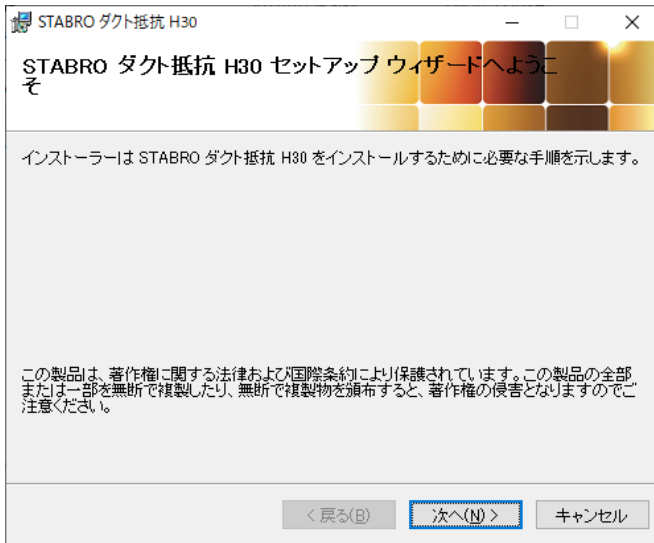 STABRO ダクト抵抗 H30
STABRO ダクト抵抗 H30 セットアップ ウィザードへようこ
そ
インストーラーは STABRO ダクト抵抗 H30 をインストールするために必要な手順を示します。
この製品は、著作権に関する法律および国際条約により保護されています。この製品の全部
または一部を無断で複製したり、無断で複製物を頒布すると、著作権の侵害となりますのでご
注意ください。
< 戻る(B)
次へ(N) >
キャンセル